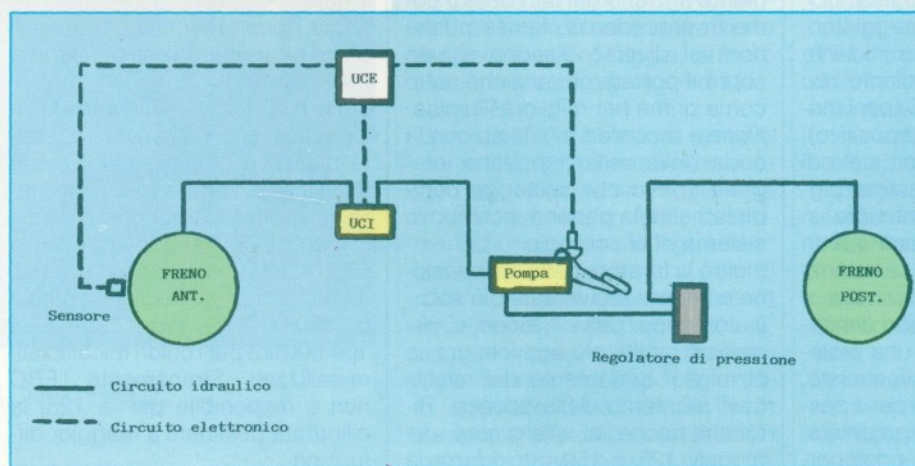 UCE
UCI
FRENO
ANT.
Pompa
FRENO
POST.
Sensore
Regolatore di pressione
Circuito idraulico
Circuito elettronico